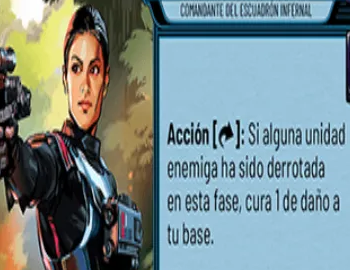 COMANDANTE DEL ESCUADRÓN INFERNAL
Acción [↷]: Si alguna unidad
enemiga ha sido derrotada
en esta fase, cura 1 de daño a
tu base.